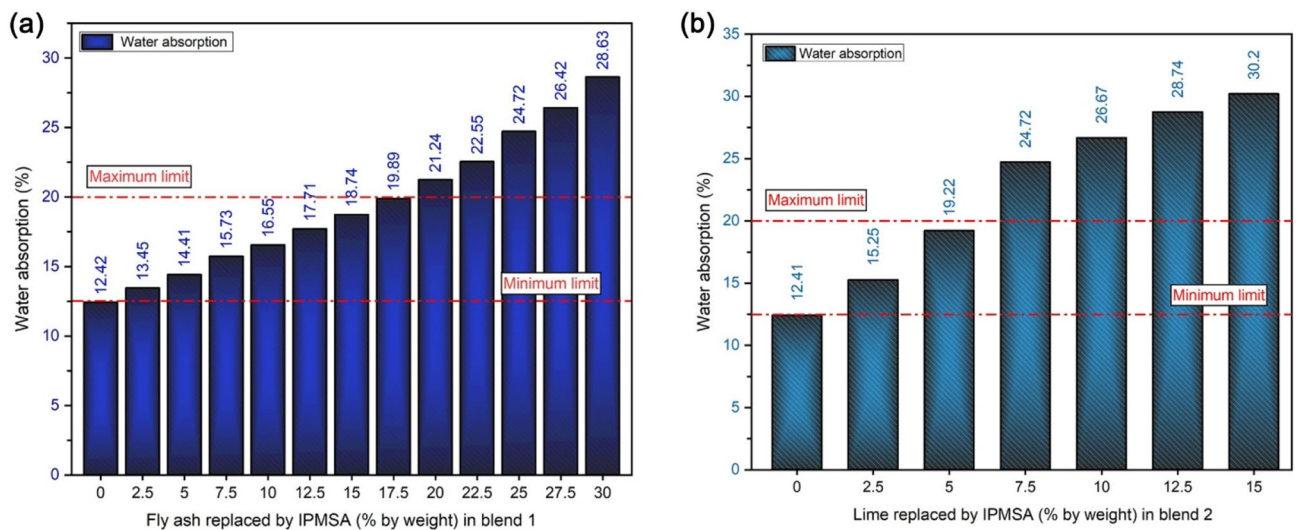 (a)
Water absorption
Water absorption (%)
30
25
20
15
10
5
0
Maximum limit
Minimum limit
12.42
13.45
14.41
15.73
16.55
17.71
18.74
19.89
21.24
22.55
24.72
26.42
28.63
0 2.5 5 7.5 10 12.5 15 17.5 20 22.5 25 27.5 30
Fly ash replaced by IPMSA (% by weight) in blend 1
(b)
Water absorption
Water absorption (%)
35
30
25
20
15
10
5
0
Maximum limit
Minimum limit
12.41
15.25
19.22
24.72
26.67
28.74
30.2
0 2.5 5 7.5 10 12.5 15
Lime replaced by IPMSA (% by weight) in blend 2